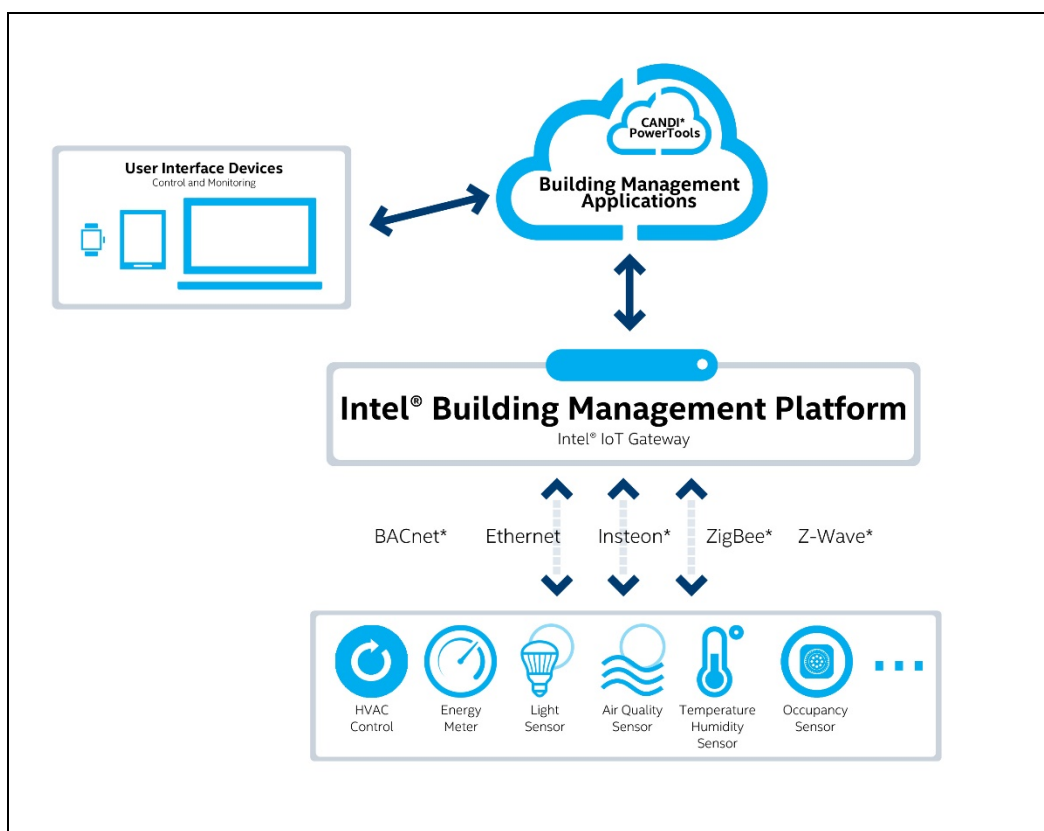 CANDI*
PowerTools
Building Management
Applications
User Interface Devices
Control and Monitoring
Intel® Building Management Platform
Intel® IoT Gateway
BACnet* Ethernet Insteon* ZigBee* Z-Wave*
HVAC
Control
Energy
Meter
Light
Sensor
Air Quality
Sensor
Temperature
Humidity
Sensor
Occupancy
Sensor